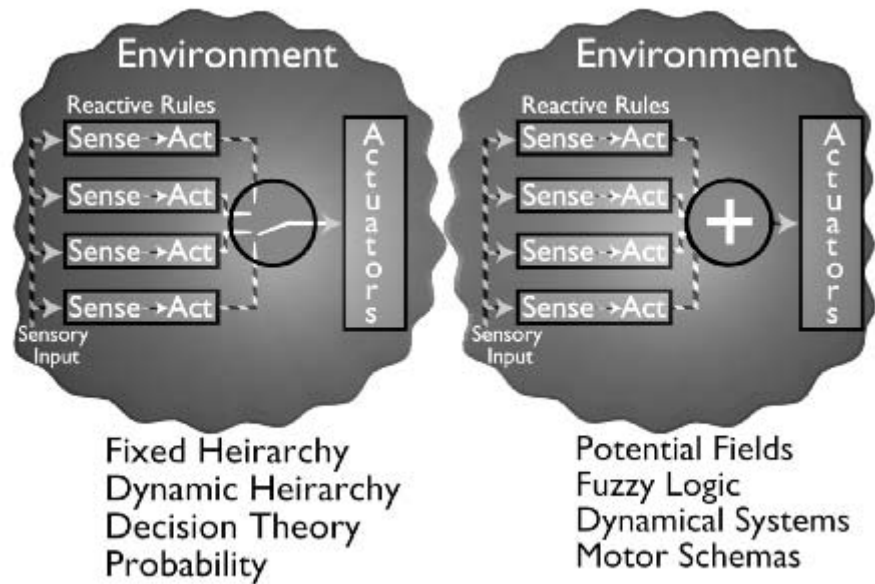 Environment
Reactive Rules
Sense Act
Sense Act
Sense Act
Sense Act
Sensory
Input
Actuators
Fixed Heirarchy
Dynamic Heirarchy
Decision Theory
Probability
Environment
Reactive Rules
Sense Act
Sense Act
Sense Act
Sense Act
Sensory
Input
+
Actuators
Potential Fields
Fuzzy Logic
Dynamical Systems
Motor Schemas